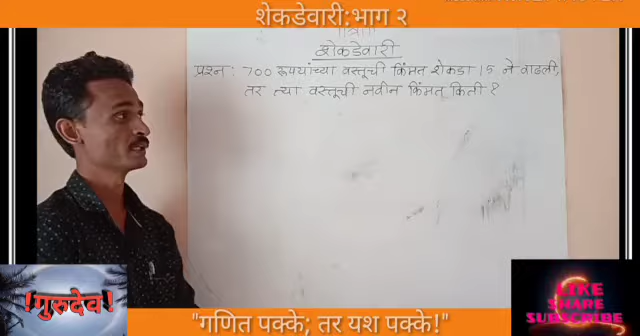 शेकडेवारी:भाग २
शेकडेवारी
प्रश्न : 700 रूपयांच्या वस्तूची किंमत शेकडा 15 ने वाढली,
तर त्या वस्तूची नवीन किंमत किती ?
!गुरुदेव!
LIKE
SHARE
SUBSCRIBE
"गणित पक्के; तर यश पक्के!"